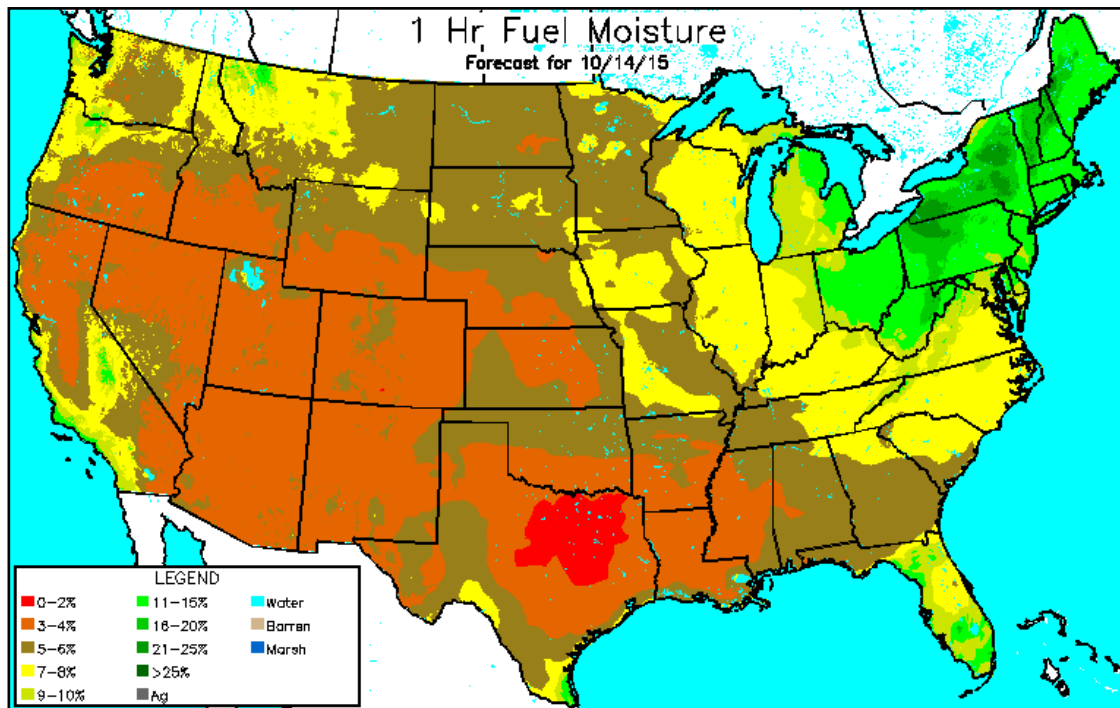 1 Hr Fuel Moisture
Forecast for 10/14/15
LEGEND
0-2%
3-4%
5-6%
7-8%
9-10%
11-15%
16-20%
21-25%
>25%
Ag
Water
Barren
Marsh